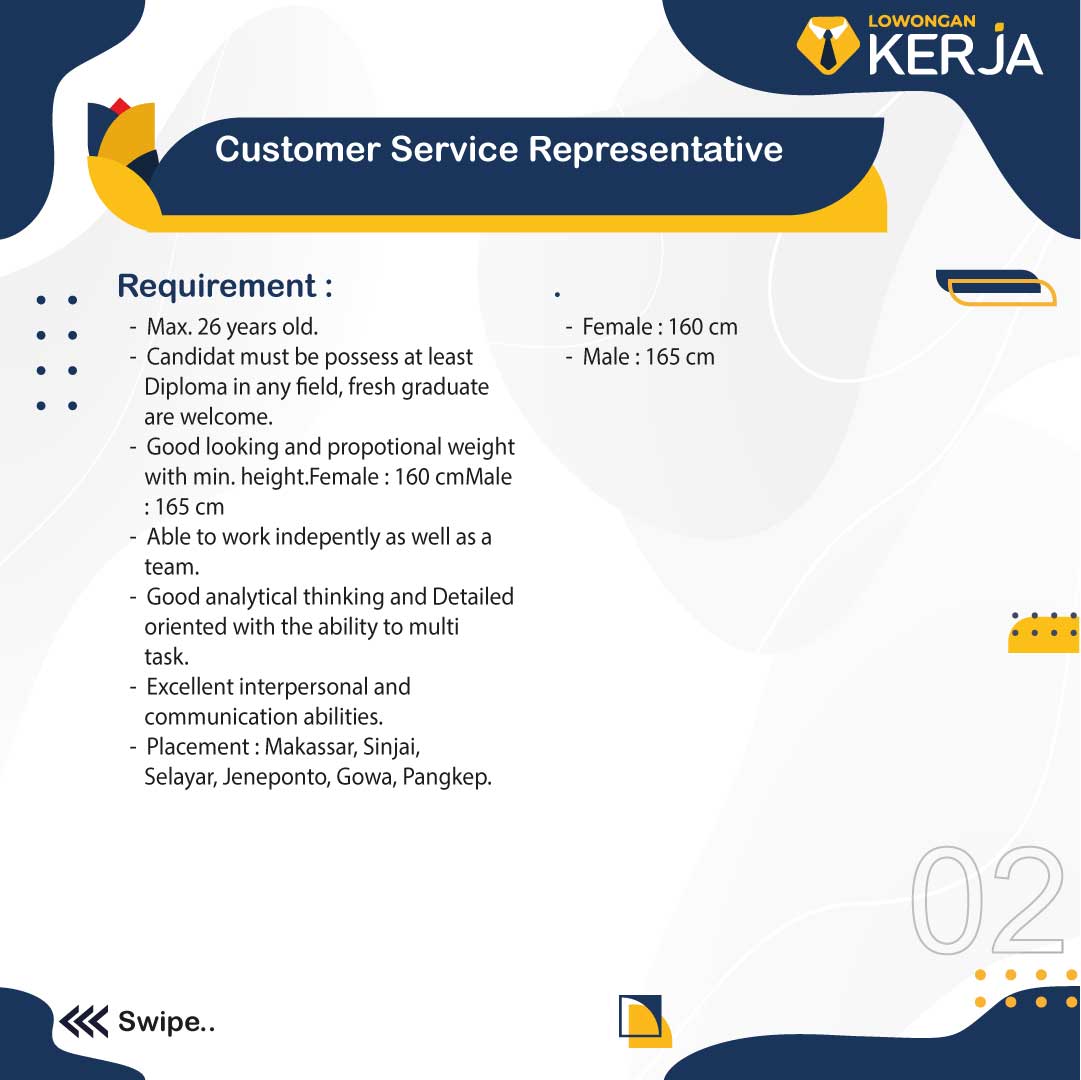 LOWONGAN
KERJA
Customer Service Representative
Requirement :
- Max. 26 years old.
- Candidat must be possess at least
Diploma in any field, fresh graduate
are welcome.
- Good looking and propotional weight
with min. height.Female : 160 cmMale
: 165 cm
- Able to work indepently as well as a
team.
- Good analytical thinking and Detailed
oriented with the ability to multi
task.
- Excellent interpersonal and
communication abilities.
- Placement : Makassar, Sinjai,
Selayar, Jeneponto, Gowa, Pangkep.
.
- Female : 160 cm
- Male : 165 cm
02
Swipe..